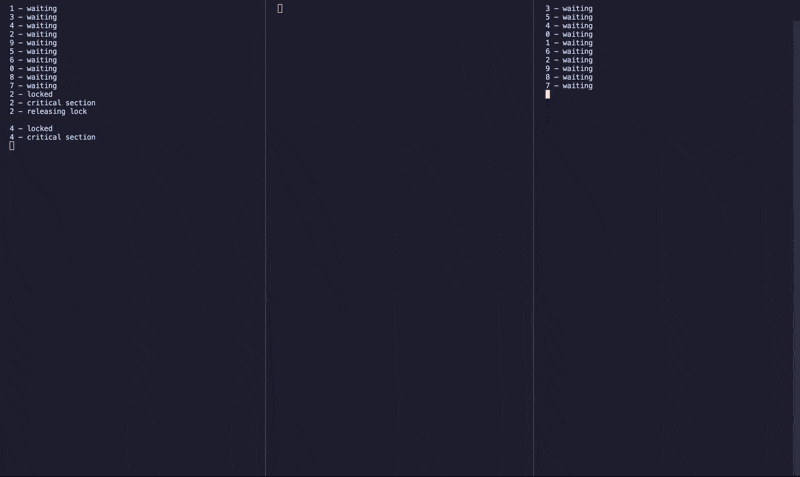 1 - waiting
3 - waiting
4 - waiting
2 - waiting
9 - waiting
5 - waiting
6 - waiting
0 - waiting
8 - waiting
7 - waiting
2 - locked
2 - critical section
2 - releasing lock
4 - locked
4 - critical section
3 - waiting
5 - waiting
4 - waiting
0 - waiting
1 - waiting
6 - waiting
2 - waiting
9 - waiting
8 - waiting
7 - waiting